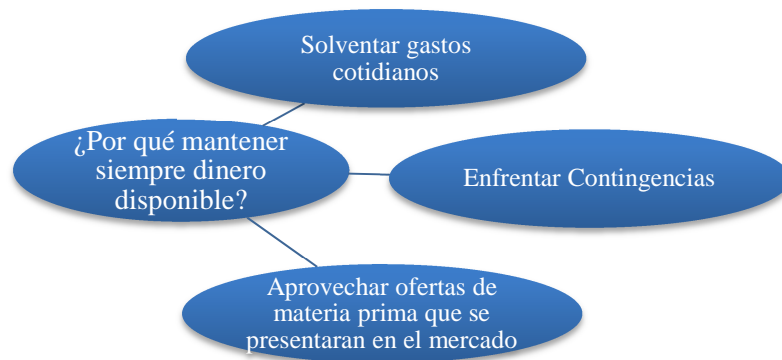 Solventar gastos
cotidianos
¿Por qué mantener
siempre dinero
disponible?
Enfrentar Contingencias
Aprovechar ofertas de
materia prima que se
presentaran en el mercado